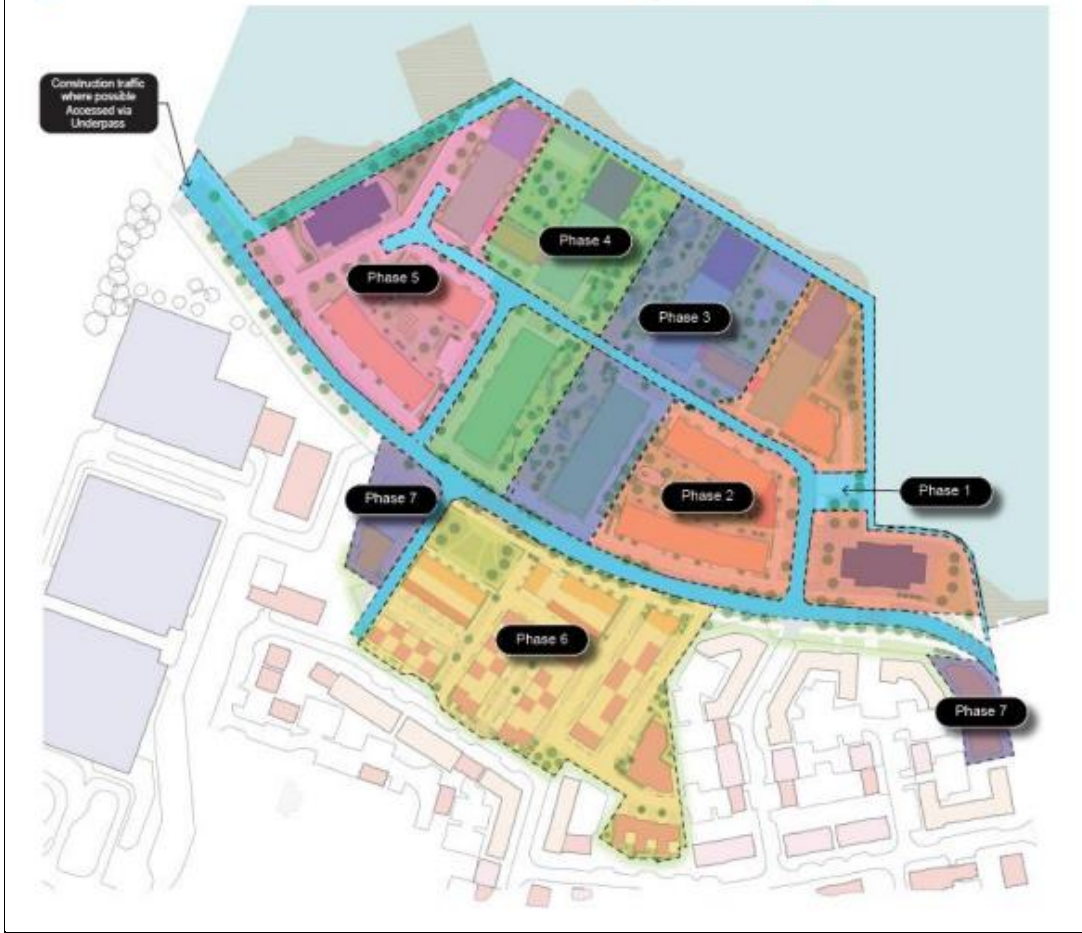 Construction traffic
where possible
Accessed via
Underpass
Phase 4
Phase 5
Phase 3
Phase 7
Phase 2
Phase 1
Phase 6
Phase 7